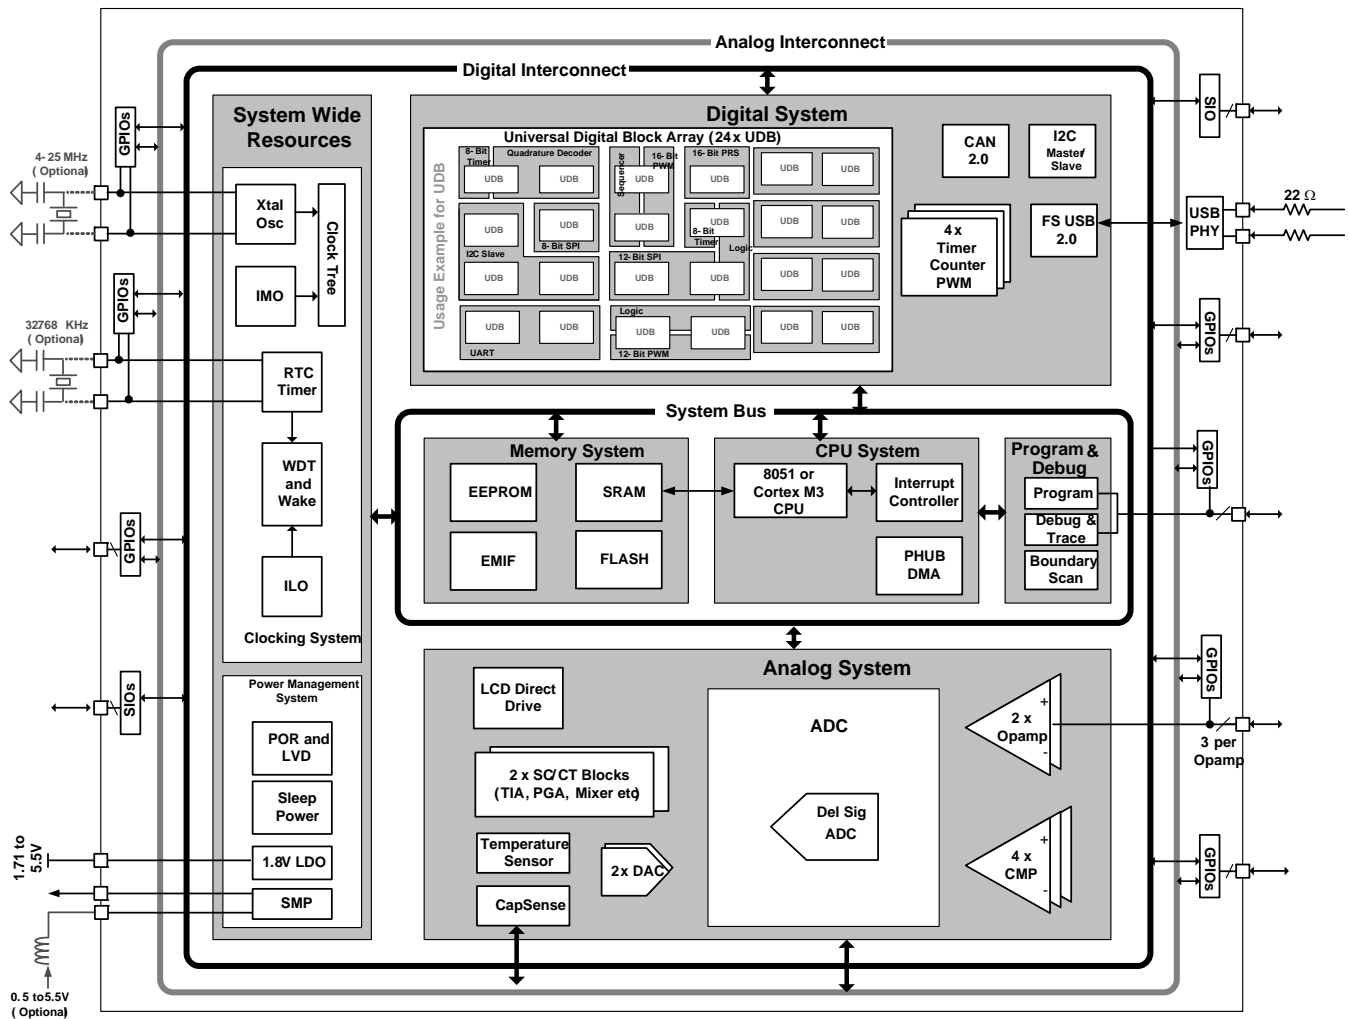 Analog Interconnect
Digital Interconnect
System Wide
Resources
Digital System
Universal Digital Block Array (24x UDB)
Usage Example for UDB
8- Bit
Timer
Quadrature Decoder
Sequencer
16- Bit
PWM
16- Bit PRS
UDB
UDB
UDB
UDB
UDB
UDB
UDB
UDB
UDB
UDB
UDB
UDB
8- Bit SPI
8- Bit
Timer
Logic
I2C Slave
12- Bit SPI
UDB
UDB
UDB
UDB
UDB
UDB
Logic
UDB
UDB
UDB
UDB
UDB
UDB
UART
12- Bit PWM
CAN
2.0
I2C
Master/
Slave
4 x
Timer
Counter
PWM
FS USB
2.0
GPIOs
4- 25 MHz
( Optional)
Xtal
Osc
Clock Tree
IMO
GPIOs
32768 KHz
( Optional)
RTC
Timer
WDT
and
Wake
ILO
Clocking System
GPIOs
SIOs
Power Management
System
POR and
LVD
Sleep
Power
1.8V LDO
SMP
1.71 to
5.5V
0. 5 to5.5V
( Optional)
System Bus
Memory System
EEPROM
SRAM
EMIF
FLASH
CPU System
8051 or
Cortex M3
CPU
Interrupt
Controller
PHUB
DMA
Program &
Debug
Program
Debug &
Trace
Boundary
Scan
Analog System
LCD Direct
Drive
2 x SC/CT Blocks
(TIA, PGA, Mixer etc)
Temperature
Sensor
CapSense
2 x DAC
ADC
Del Sig
ADC
+
2 x
Opamp
-
+
4 x
CMP
-
SIO
USB
PHY
22 Ω
GPIOs
GPIOs
GPIOs
3 per
Opamp
GPIOs